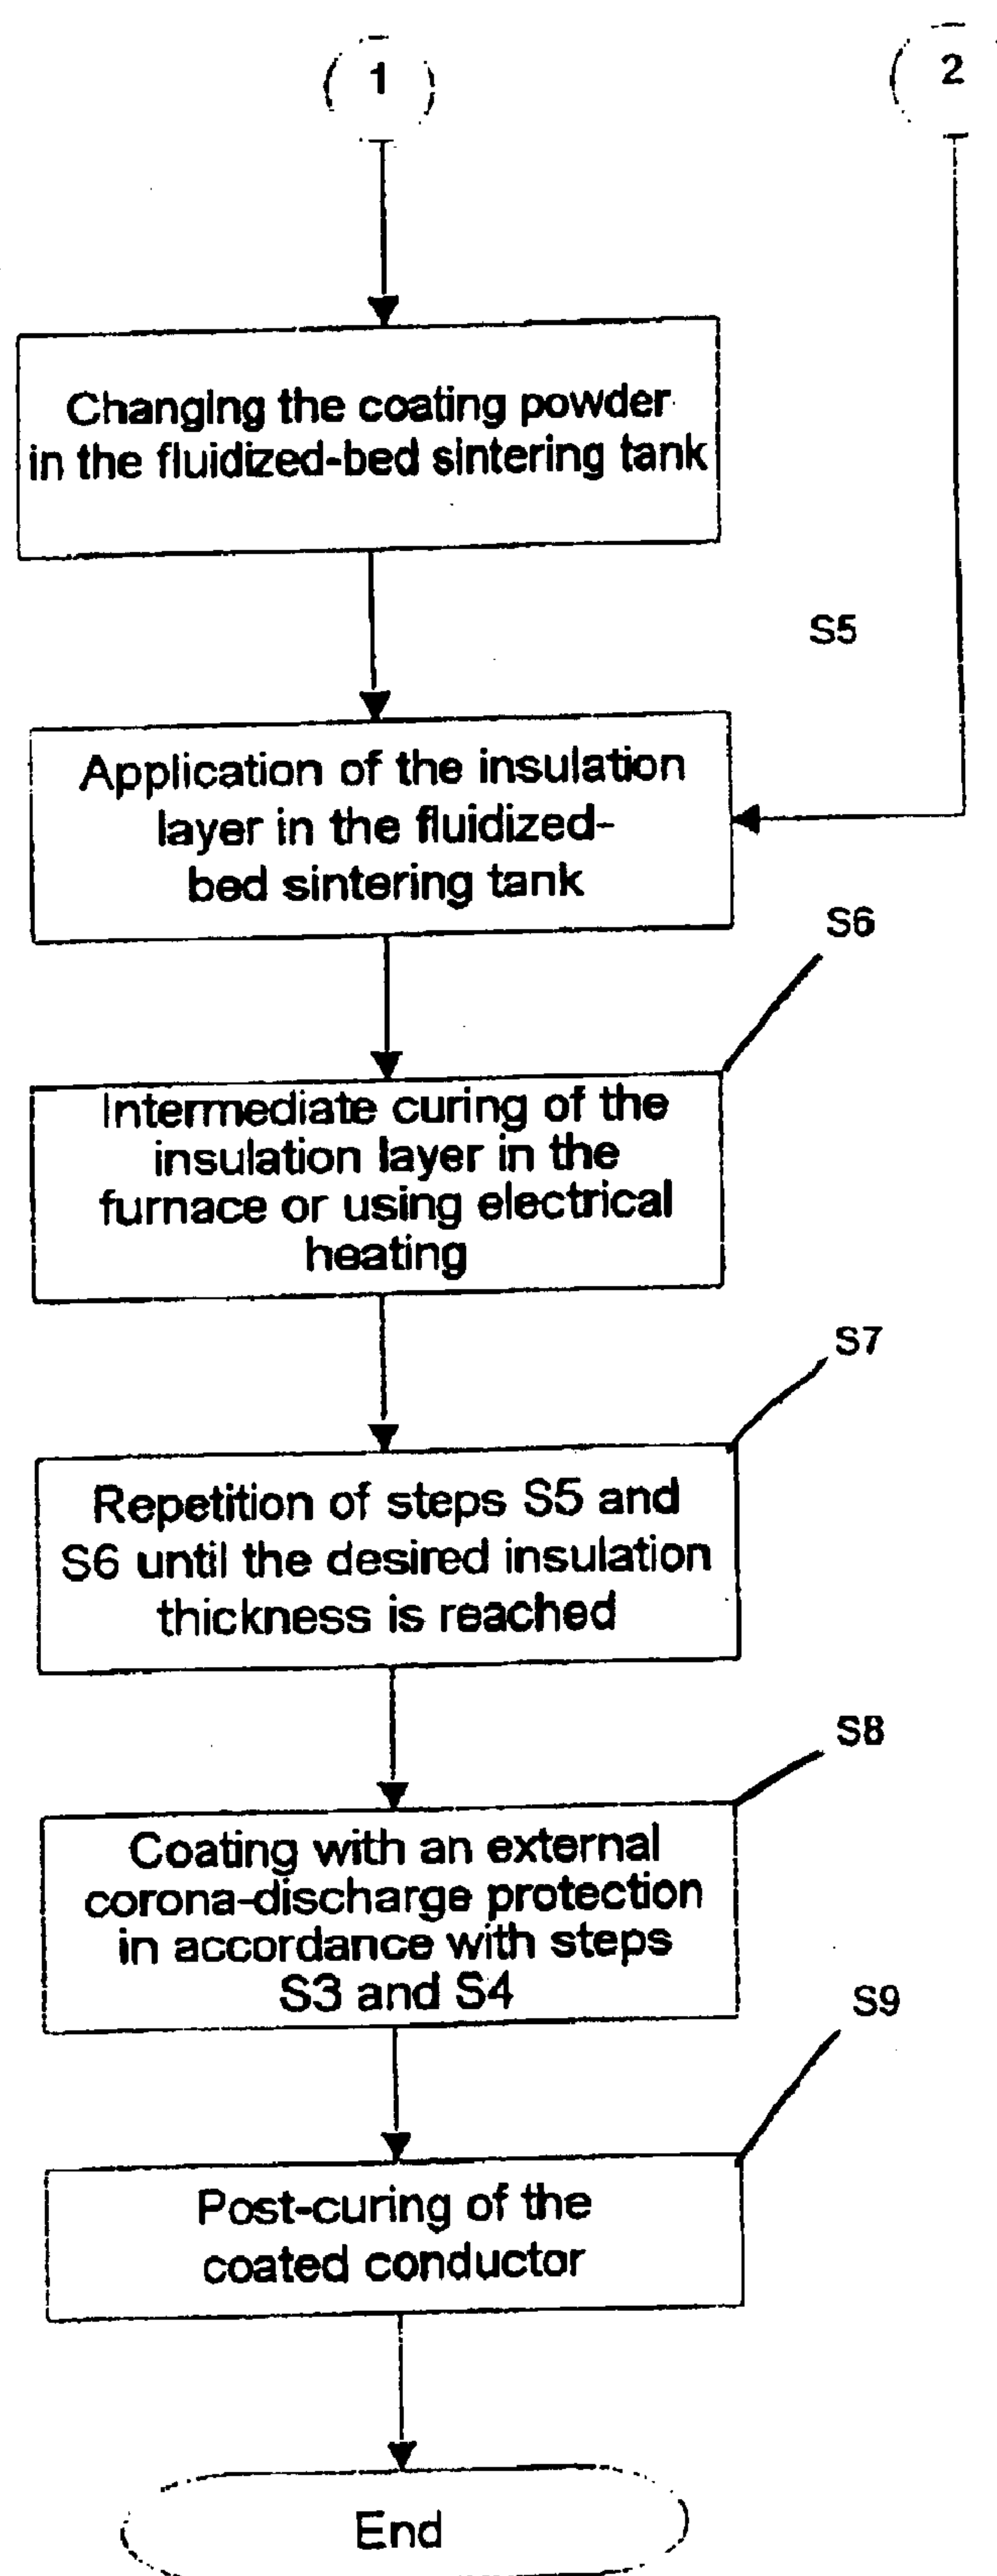 1
2
Changing the coating powder
in the fluidized-bed sintering tank
S5
Application of the insulation
layer in the fluidized-
bed sintering tank
S6
Intermediate curing of the
insulation layer in the
furnace or using electrical
heating
S7
Repetition of steps S5 and
S6 until the desired insulation
thickness is reached
S8
Coating with an external
corona-discharge protection
in accordance with steps
S3 and S4
S9
Post-curing of the
coated conductor
End